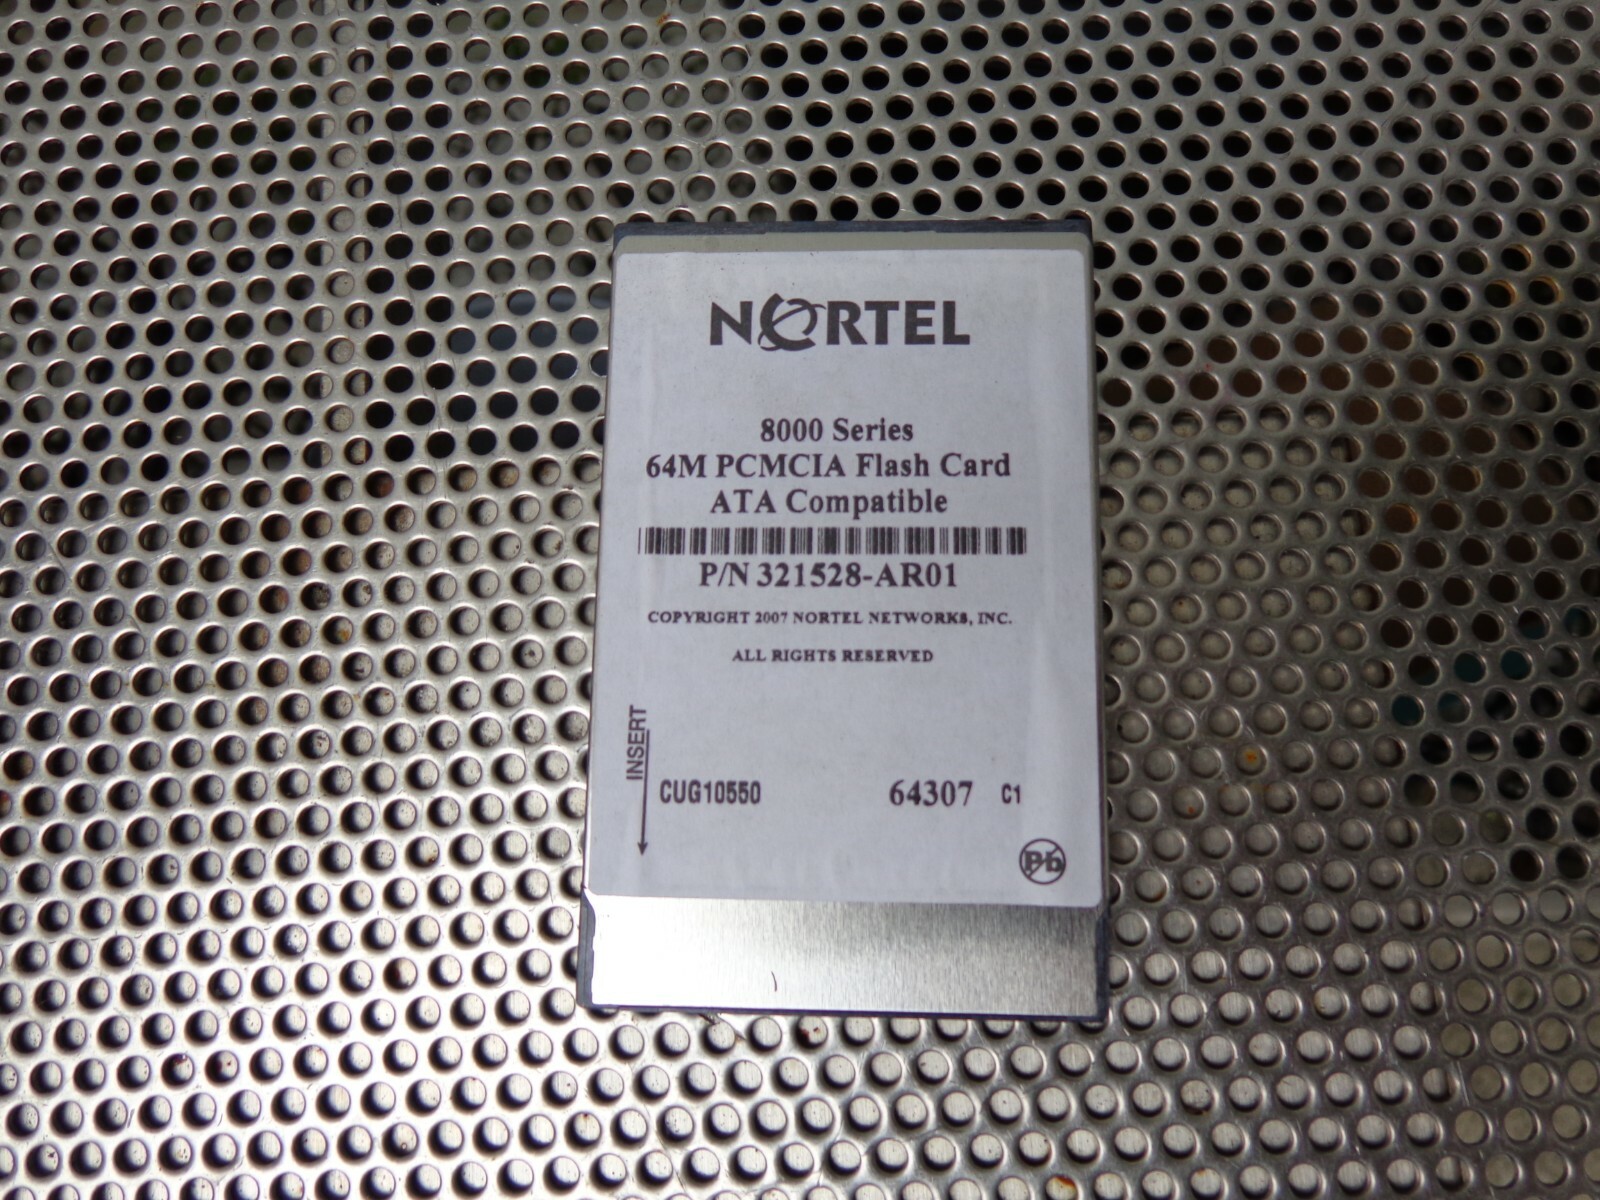 NORTEL
8000 Series
64M PCMCIA Flash Card
ATA Compatible
P/N 321528-AR01
COPYRIGHT 2007 NORTEL NETWORKS, INC.
ALL RIGHTS RESERVED
INSERT
CUG10550 64307 C1
Pb